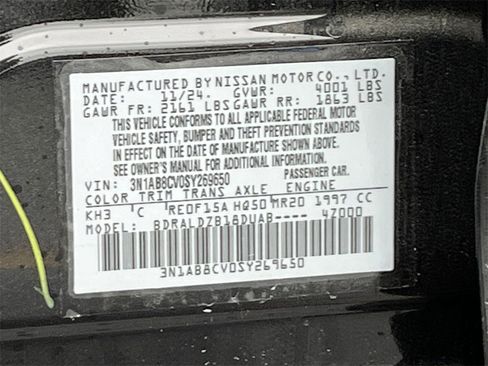 MANUFACTURED BY NISSAN MOTOR CO., LTD.
DATE: 11/24. GVWR: 4001 LBS
GAWR FR: 2161 LBS GAWR RR: 1863 LBS
THIS VEHICLE CONFORMS TO ALL APPLICABLE FEDERAL MOTOR
VEHICLE SAFETY, BUMPER AND THEFT PREVENTION STANDARDS
IN EFFECT ON THE DATE OF MANUFACTURE SHOWN ABOVE.
SEE OWNER'S MANUAL FOR MORE INFORMATION.
VIN: 3N1AB8CV0SY269650 PASSENGER CAR.
COLOR TRIM TRANS AXLE ENGINE
KH3 C RE0F15A HQ50 MR20 1997 CC
MODEL: BDRALDZB18DUAB---- 47000
3N1AB8CV0SY269650